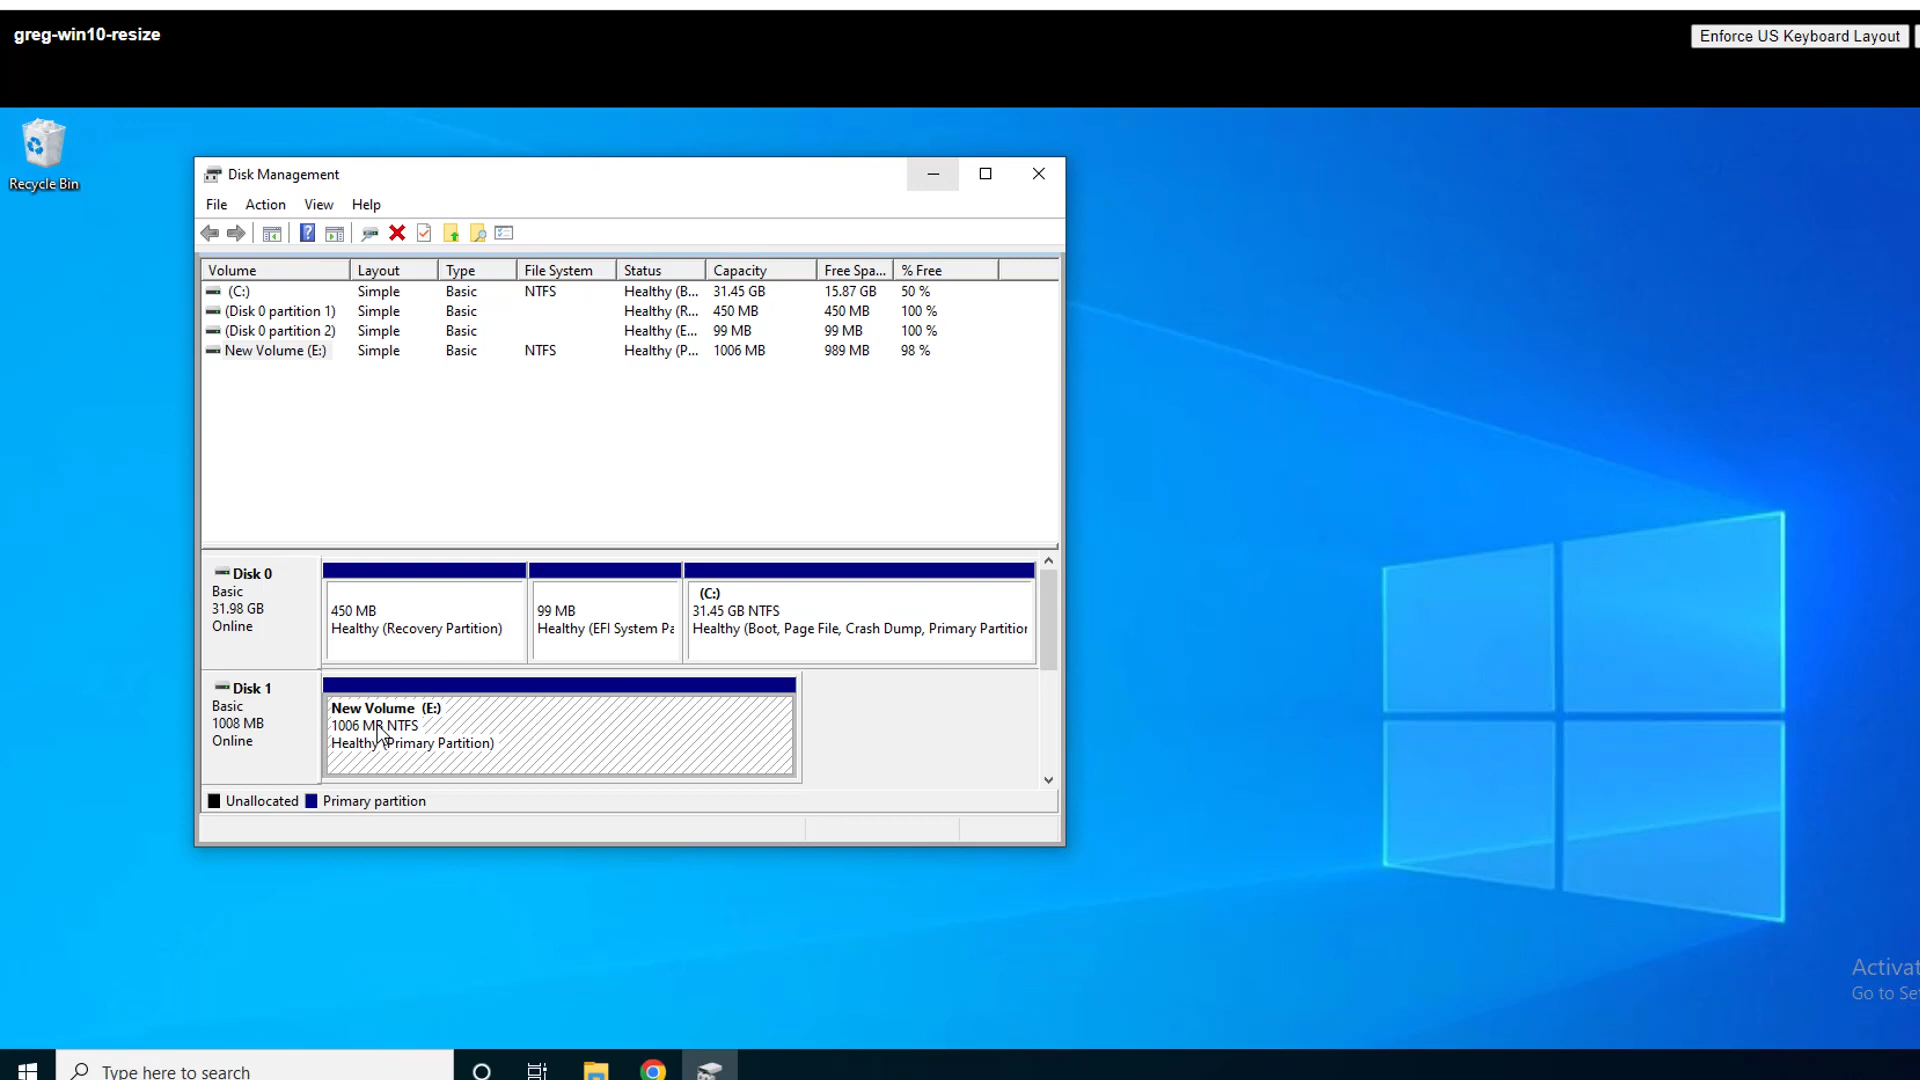 greg-win10-resize
Enforce US Keyboard Layout
Recycle Bin
Disk Management
File Action View Help
Volume Layout Type File System Status Capacity Free Spa... % Free
(C:) Simple Basic NTFS Healthy (B... 31.45 GB 15.87 GB 50 %
(Disk 0 partition 1) Simple Basic Healthy (R... 450 MB 450 MB 100 %
(Disk 0 partition 2) Simple Basic Healthy (E... 99 MB 99 MB 100 %
New Volume (E:) Simple Basic NTFS Healthy (P... 1006 MB 989 MB 98 %
Disk 0
Basic
31.98 GB
Online
450 MB
Healthy (Recovery Partition)
99 MB
Healthy (EFI System Pa
(C:)
31.45 GB NTFS
Healthy (Boot, Page File, Crash Dump, Primary Partition
Disk 1
Basic
1008 MB
Online
New Volume (E:)
1006 MB NTFS
Healthy (Primary Partition)
Unallocated Primary partition
Activat
Go to Set
Type here to search